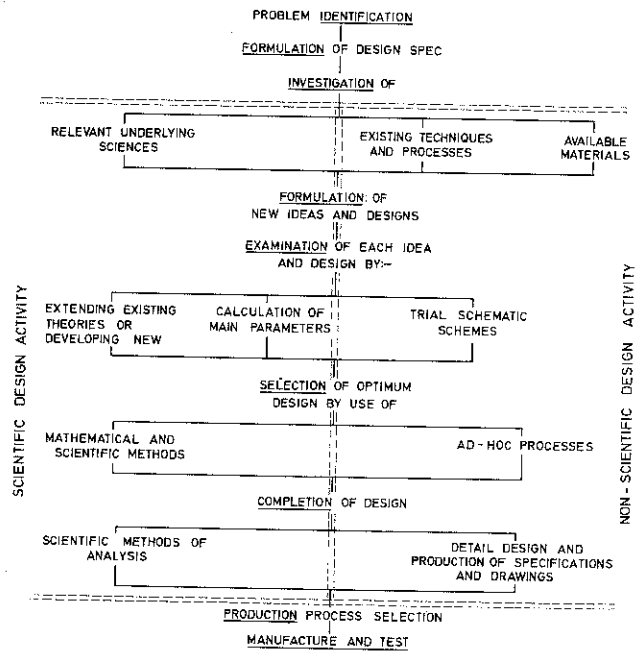 PROBLEM IDENTIFICATION
FORMULATION OF DESIGN SPEC
INVESTIGATION OF
RELEVANT UNDERLYING
SCIENCES
EXISTING TECHNIQUES
AND PROCESSES
AVAILABLE
MATERIALS
FORMULATION OF
NEW IDEAS AND DESIGNS
EXAMINATION OF EACH IDEA
AND DESIGN BY:-
EXTENDING EXISTING
THEORIES OR
DEVELOPING NEW
CALCULATION OF
MAIN PARAMETERS
TRIAL SCHEMATIC
SCHEMES
SELECTION OF OPTIMUM
DESIGN BY USE OF
MATHEMATICAL AND
SCIENTIFIC METHODS
AD-HOC PROCESSES
COMPLETION OF DESIGN
SCIENTIFIC METHODS OF
ANALYSIS
DETAIL DESIGN AND
PRODUCTION OF SPECIFICATIONS
AND DRAWINGS
PRODUCTION PROCESS SELECTION
MANUFACTURE AND TEST
SCIENTIFIC DESIGN ACTIVITY
NON-SCIENTIFIC DESIGN ACTIVITY